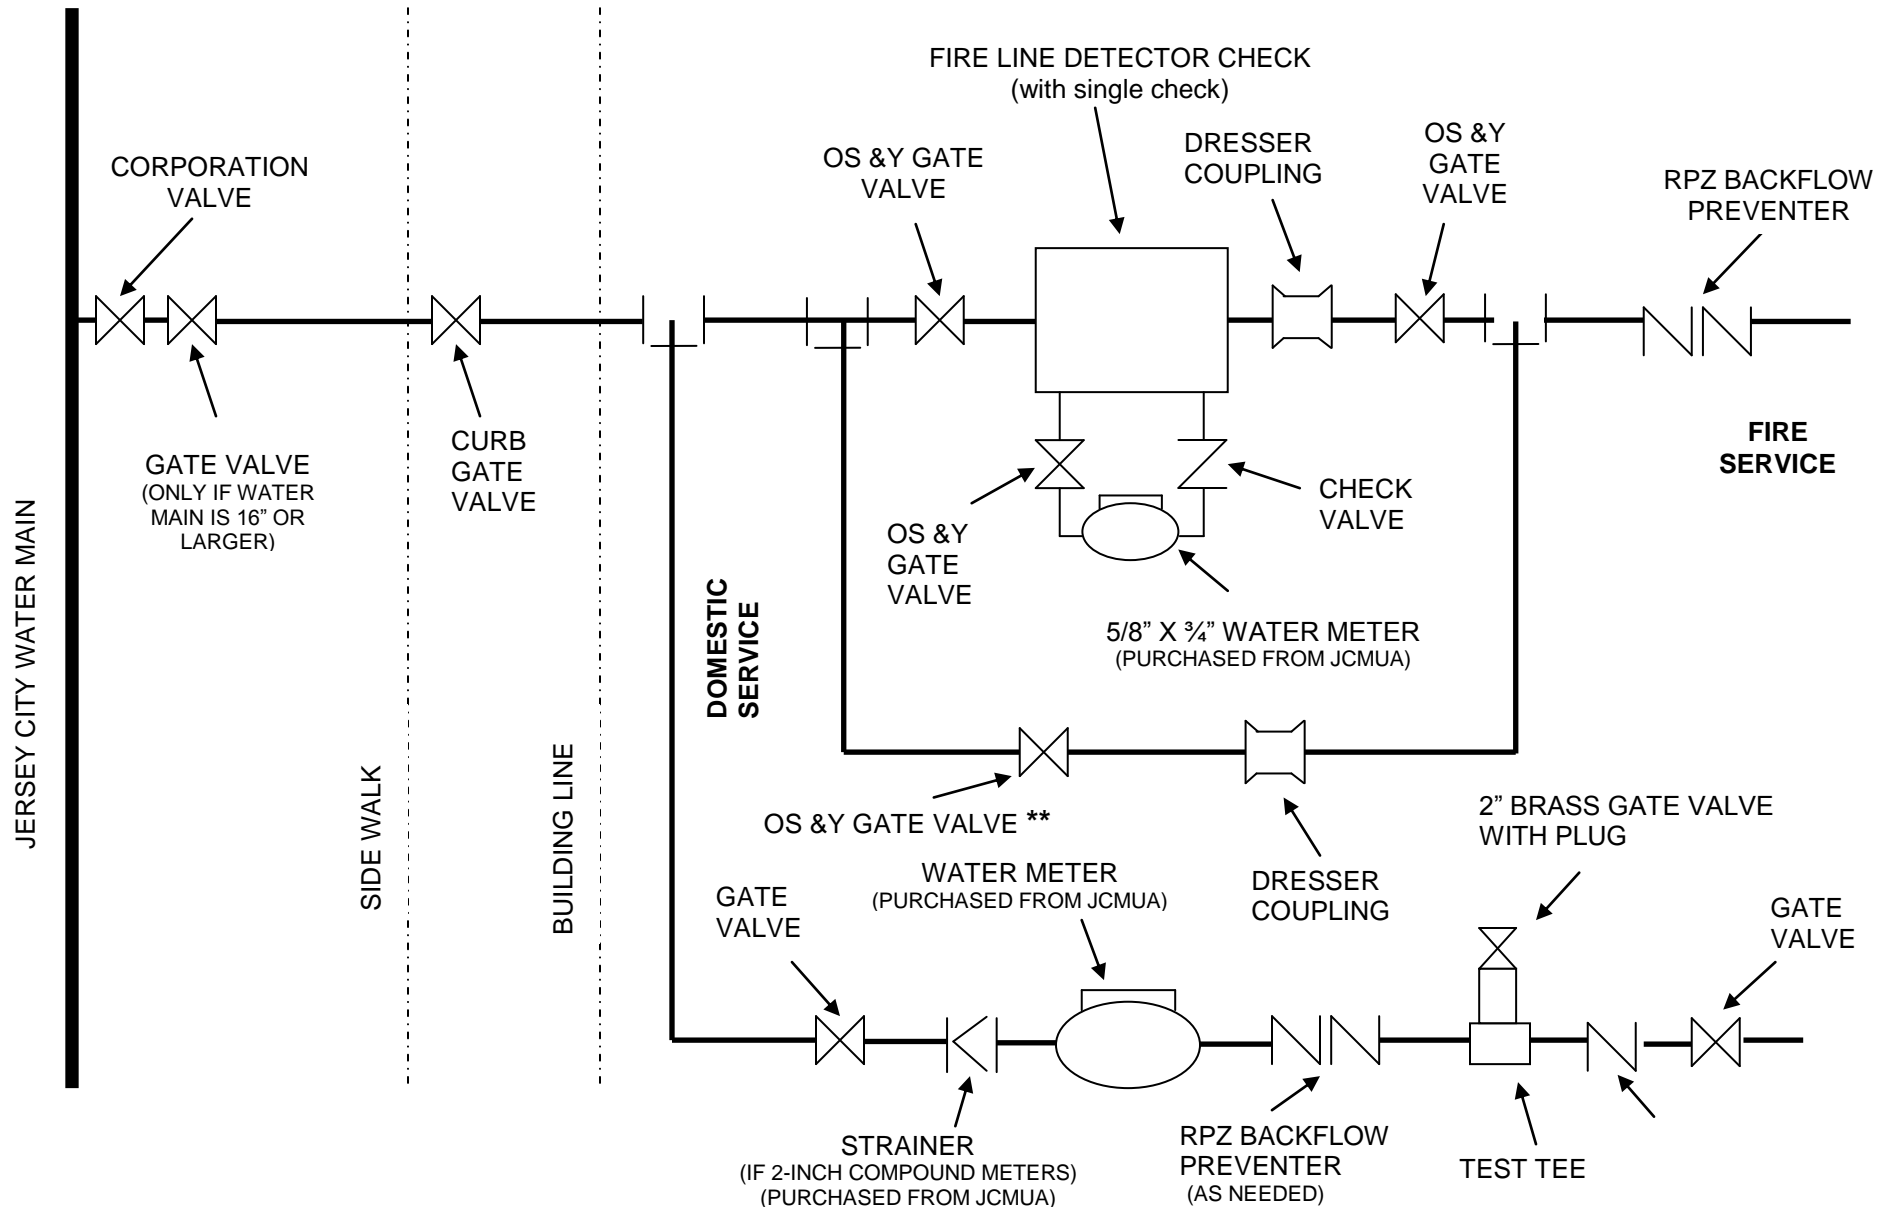 FIRE LINE DETECTOR CHECK
(with single check)
CORPORATION
VALVE
OS &Y GATE
VALVE
DRESSER
COUPLING
OS &Y
GATE
VALVE
RPZ BACKFLOW
PREVENTER
GATE VALVE
(ONLY IF WATER
MAIN IS 16” OR
LARGER)
CURB
GATE
VALVE
FIRE
SERVICE
OS &Y
GATE
VALVE
CHECK
VALVE
5/8” X ¾” WATER METER
(PURCHASED FROM JCMUA)
JERSEY CITY WATER MAIN
SIDE WALK
BUILDING LINE
DOMESTIC
SERVICE
OS &Y GATE VALVE **
DRESSER
COUPLING
2” BRASS GATE VALVE
WITH PLUG
GATE
VALVE
WATER METER
(PURCHASED FROM JCMUA)
GATE
VALVE
STRAINER
(IF 2-INCH COMPOUND METERS)
(PURCHASED FROM JCMUA)
RPZ BACKFLOW
PREVENTER
(AS NEEDED)
TEST TEE